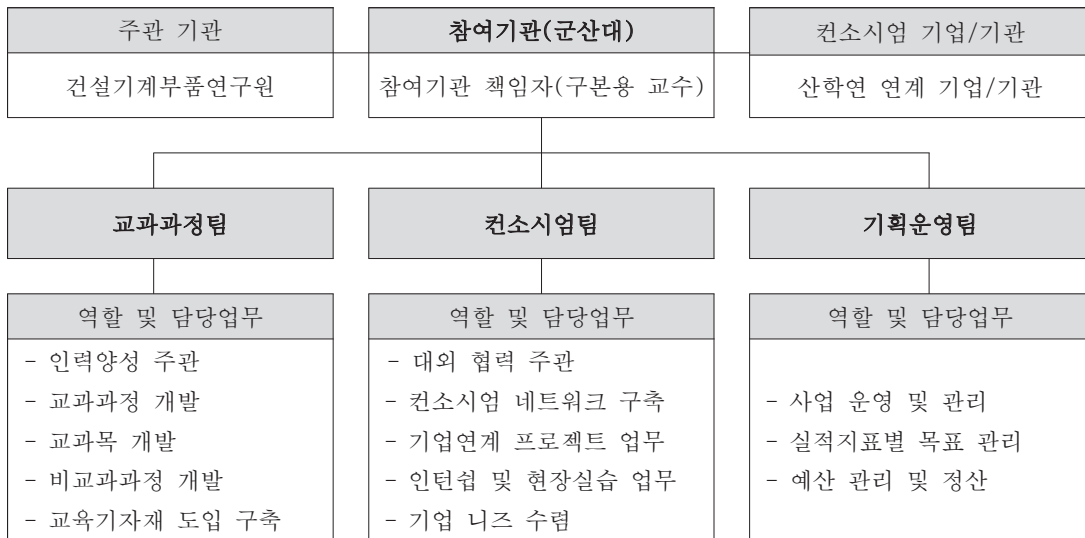 주관 기관
건설기계부품연구원
참여기관(군산대)
참여기관 책임자(구본용 교수)
컨소시엄 기업/기관
산학연 연계 기업/기관
교과과정팀
컨소시엄팀
기획운영팀
역할 및 담당업무
- 인력양성 주관
- 교과과정 개발
- 교과목 개발
- 비교과과정 개발
- 교육기자재 도입 구축
역할 및 담당업무
- 대외 협력 주관
- 컨소시엄 네트워크 구축
- 기업연계 프로젝트 업무
- 인턴쉽 및 현장실습 업무
- 기업 니즈 수렴
역할 및 담당업무
- 사업 운영 및 관리
- 실적지표별 목표 관리
- 예산 관리 및 정산